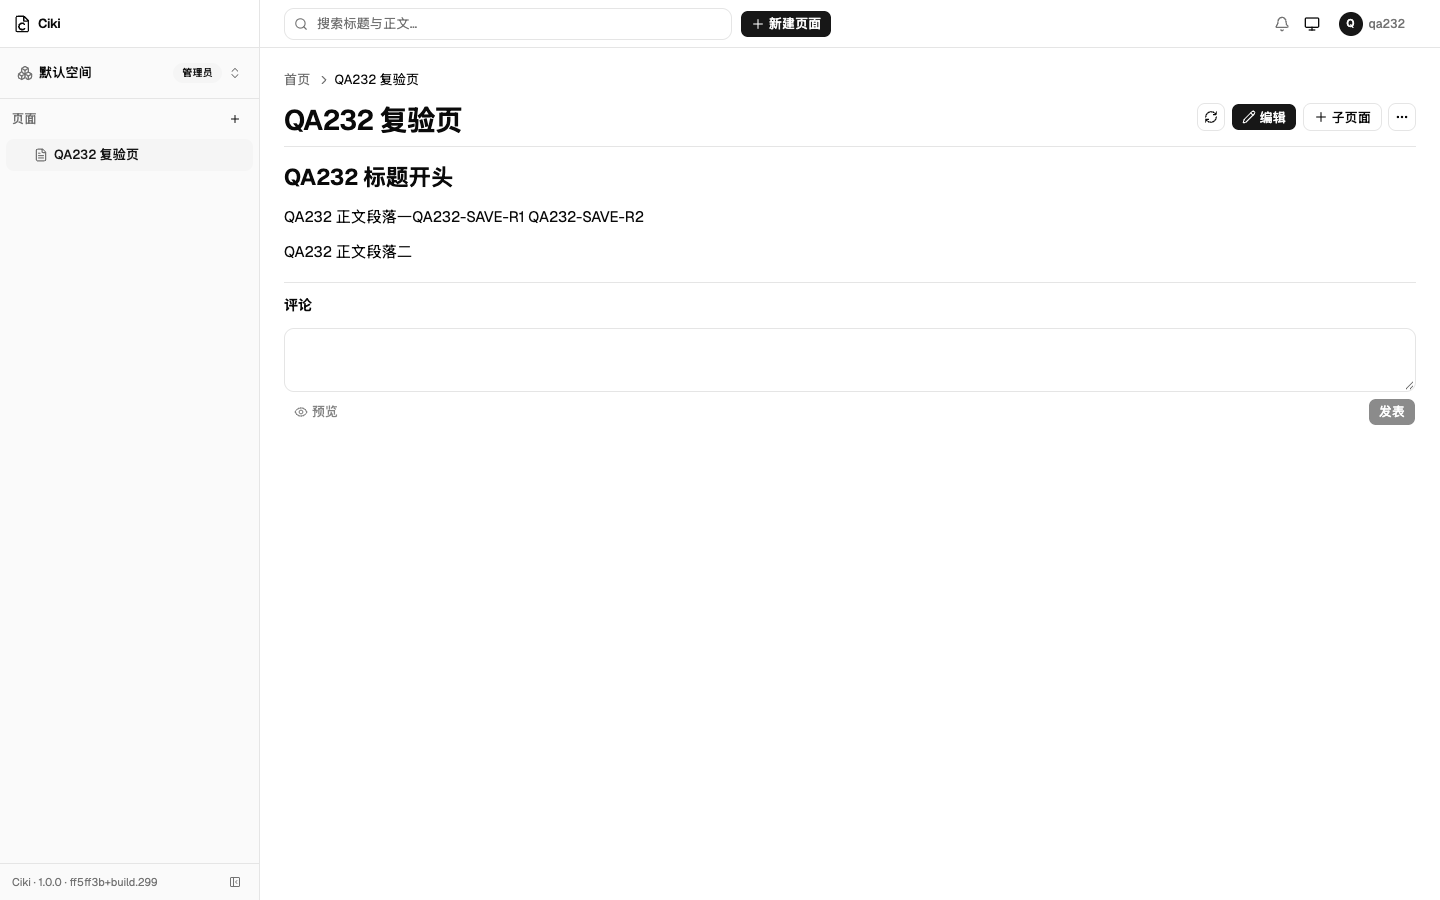 Ciki
搜索标题与正文...
新建页面
Q
qa232
默认空间
管理员
页面
QA232 复验页
首页
QA232 复验页
QA232 复验页
编辑
子页面
QA232 标题开头
QA232 正文段落一QA232-SAVE-R1 QA232-SAVE-R2
QA232 正文段落二
评论
预览
发表
Ciki · 1.0.0 · ff5ff3b+build.299